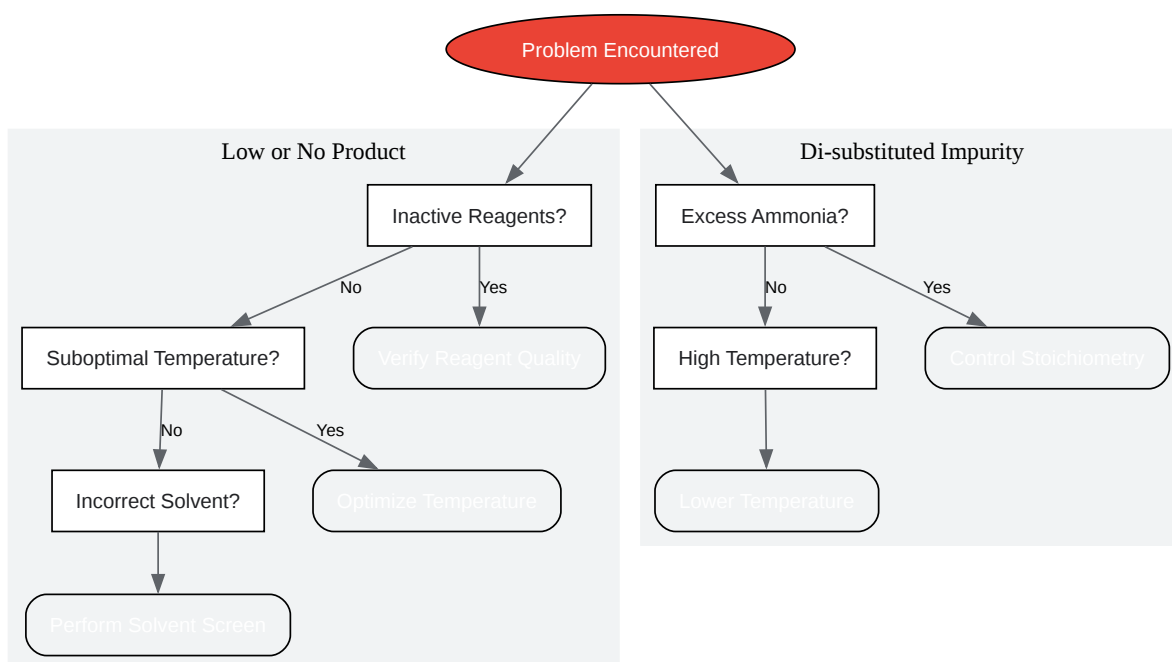 Problem Encountered
Low or No Product
Di-substituted Impurity
Inactive Reagents?
Excess Ammonia?
No
Yes
No
Yes
Suboptimal Temperature?
Verify Reagent Quality
High Temperature?
Control Stoichiometry
No
Yes
Incorrect Solvent?
Optimize Temperature
Lower Temperature
Perform Solvent Screen